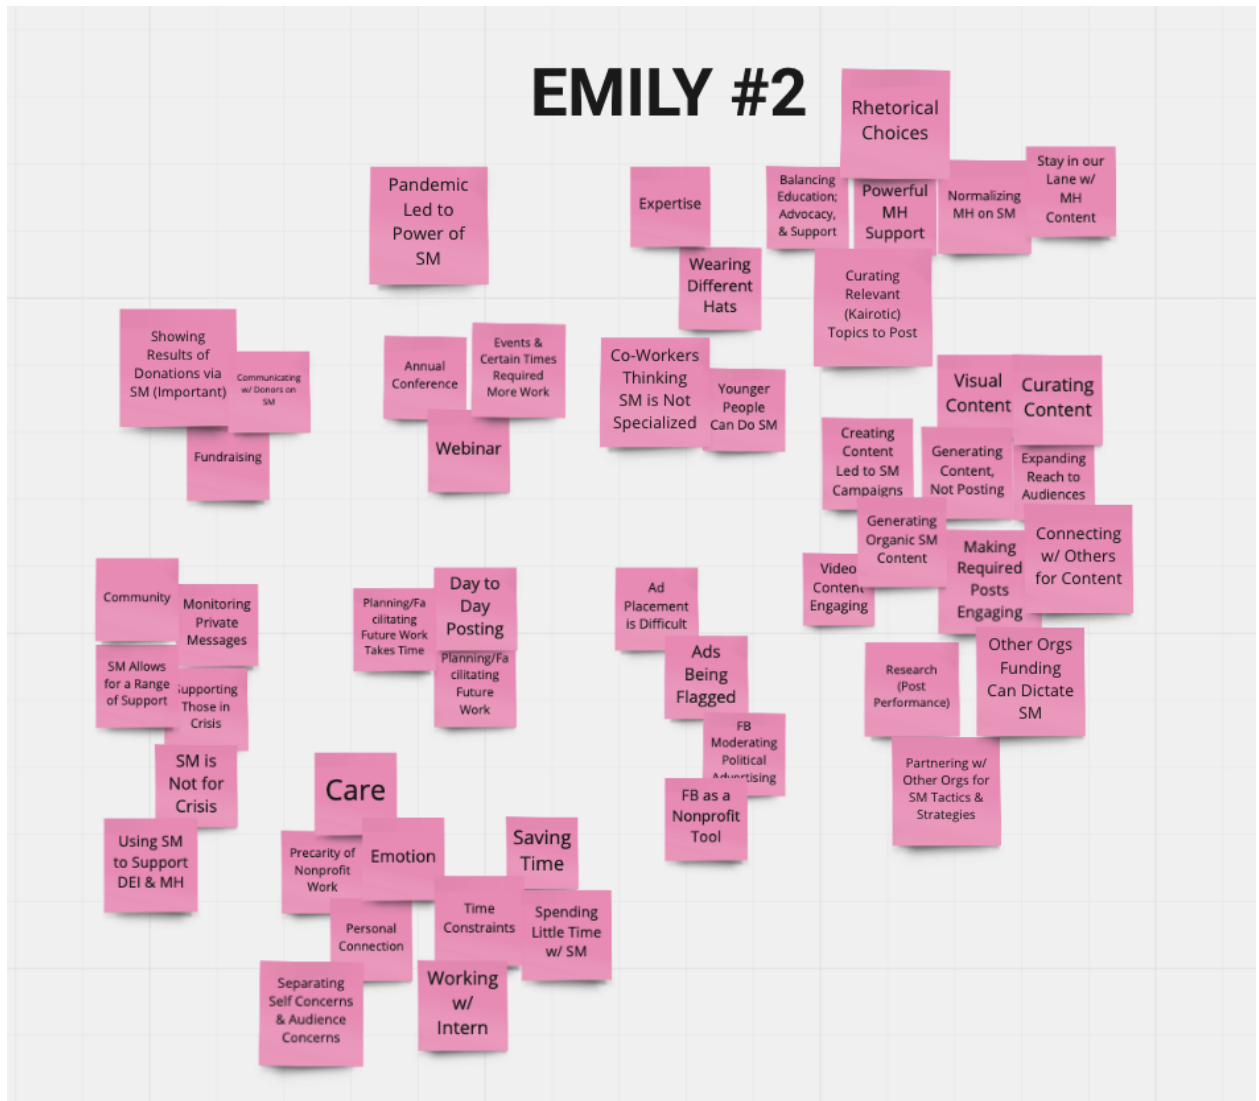 EMILY #2
Rhetorical
Choices
Pandemic
Led to
Power of
SM
Expertise
Wearing
Different
Hats
Balancing
Education;
Advocacy,
& Support
Powerful
MH
Support
Normalizing
MH on SM
Stay in our
Lane w/
MH
Content
Curating
Relevant
(Kairotic)
Topics to Post
Showing
Results of
Donations via
SM (Important)
Communicating
w/ Donors on
SM
Fundraising
Annual
Conference
Events &
Certain Times
Required
More Work
Webinar
Co-Workers
Thinking
SM is Not
Specialized
Younger
People
Can Do SM
Visual
Content
Curating
Content
Creating
Content
Led to SM
Campaigns
Generating
Content,
Not Posting
Expanding
Reach to
Audiences
Generating
Organic SM
Content
Video
Content
Engaging
Making
Required
Posts
Engaging
Connecting
w/ Others
for Content
Community
Monitoring
Private
Messages
SM Allows
for a Range
of Support
Supporting
Those in
Crisis
SM is
Not for
Crisis
Using SM
to Support
DEI & MH
Planning/Fa
cilitating
Future Work
Takes Time
Day to
Day
Posting
Planning/Fa
cilitating
Future
Work
Ad
Placement
is Difficult
Ads
Being
Flagged
FB
Moderating
Political
Advertising
FB as a
Nonprofit
Tool
Research
(Post
Performance)
Other Orgs
Funding
Can Dictate
SM
Partnering w/
Other Orgs for
SM Tactics &
Strategies
Care
Precarity of
Nonprofit
Work
Emotion
Personal
Connection
Separating
Self Concerns
& Audience
Concerns
Saving
Time
Time
Constraints
Spending
Little Time
w/ SM
Working
w/
Intern